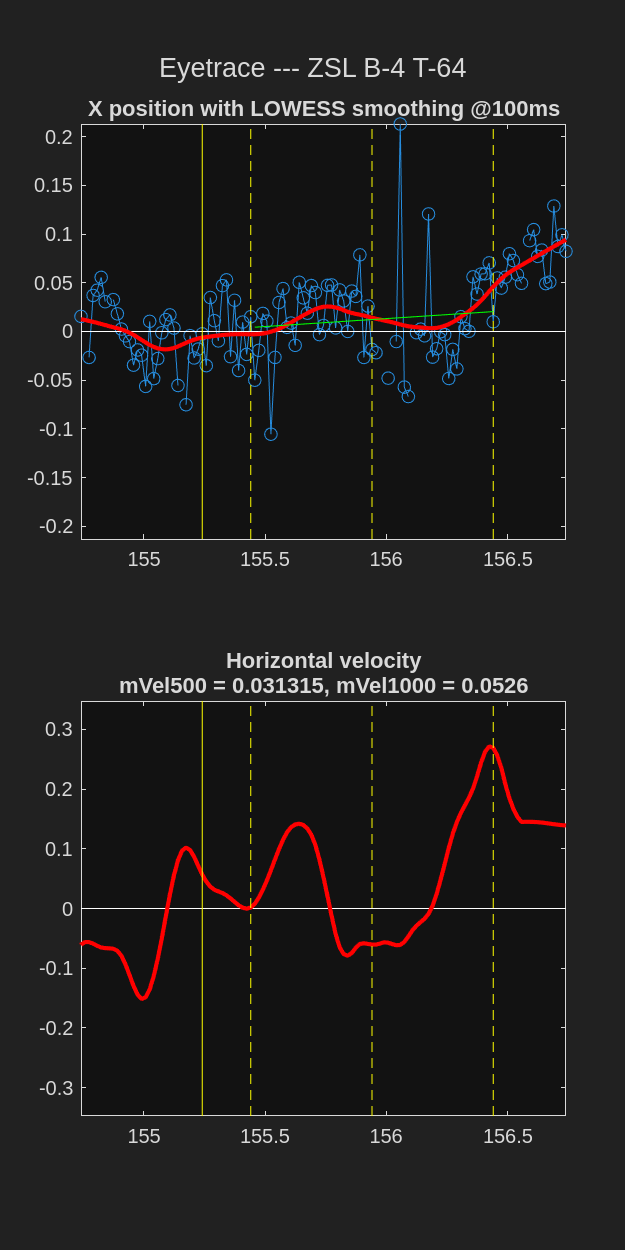 Eyetrace --- ZSL B-4 T-64
X position with LOWESS smoothing @100ms
0.2
0.15
0.1
0.05
0
-0.05
-0.1
-0.15
-0.2
155 155.5 156 156.5
Horizontal velocity
mVel500 = 0.031315, mVel1000 = 0.0526
0.3
0.2
0.1
0
-0.1
-0.2
-0.3
155 155.5 156 156.5